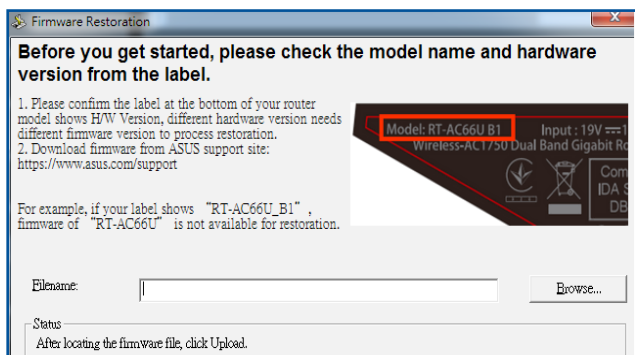 Firmware Restoration
Before you get started, please check the model name and hardware
version from the label.
1. Please confirm the label at the bottom of your router
model shows H/W Version, different hardware version needs
different firmware version to process restoration.
2. Download firmware from ASUS support site:
https://www.asus.com/support
For example, if your label shows “RT-AC66U_B1” ,
firmware of “RT-AC66U” is not available for restoration.
Model: RT-AC66U B1 Input : 19V
Wireless-AC1750 Dual Band Gigabit
Com
IDA
DB
Filename:
Browse...
Status
After locating the firmware file, click Upload.